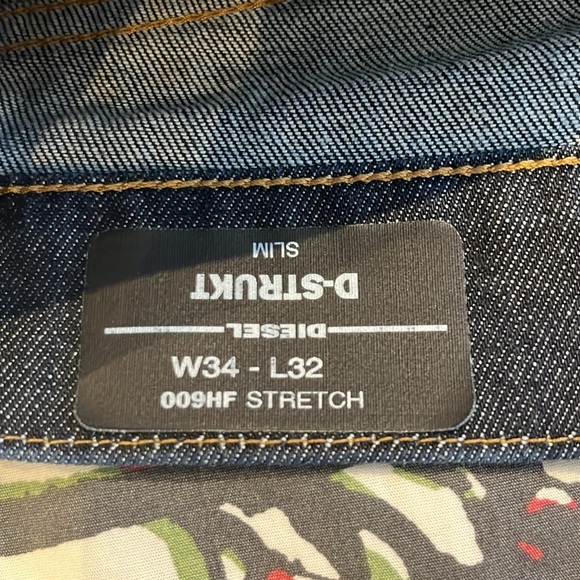 SLIM
D-STRUKT
DIESEL
W34 - L32
009HF STRETCH